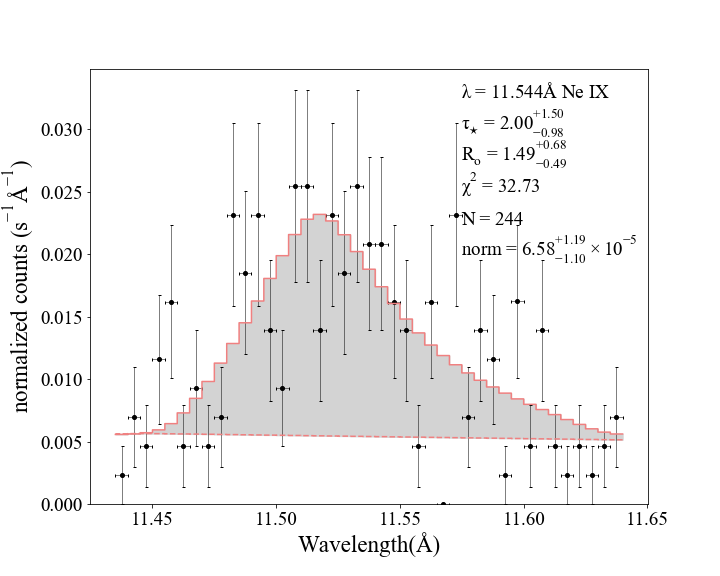 λ = 11.544Å Ne IX
τ⋆ = 2.00 +1.50 −0.98
Ro = 1.49 +0.68 −0.49
χ² = 32.73
N = 244
norm = 6.58 +1.19 −1.10 × 10⁻⁵
normalized counts (s⁻¹ Å⁻¹)
0.030
0.025
0.020
0.015
0.010
0.005
0.000
11.45 11.50 11.55 11.60 11.65
Wavelength(Å)